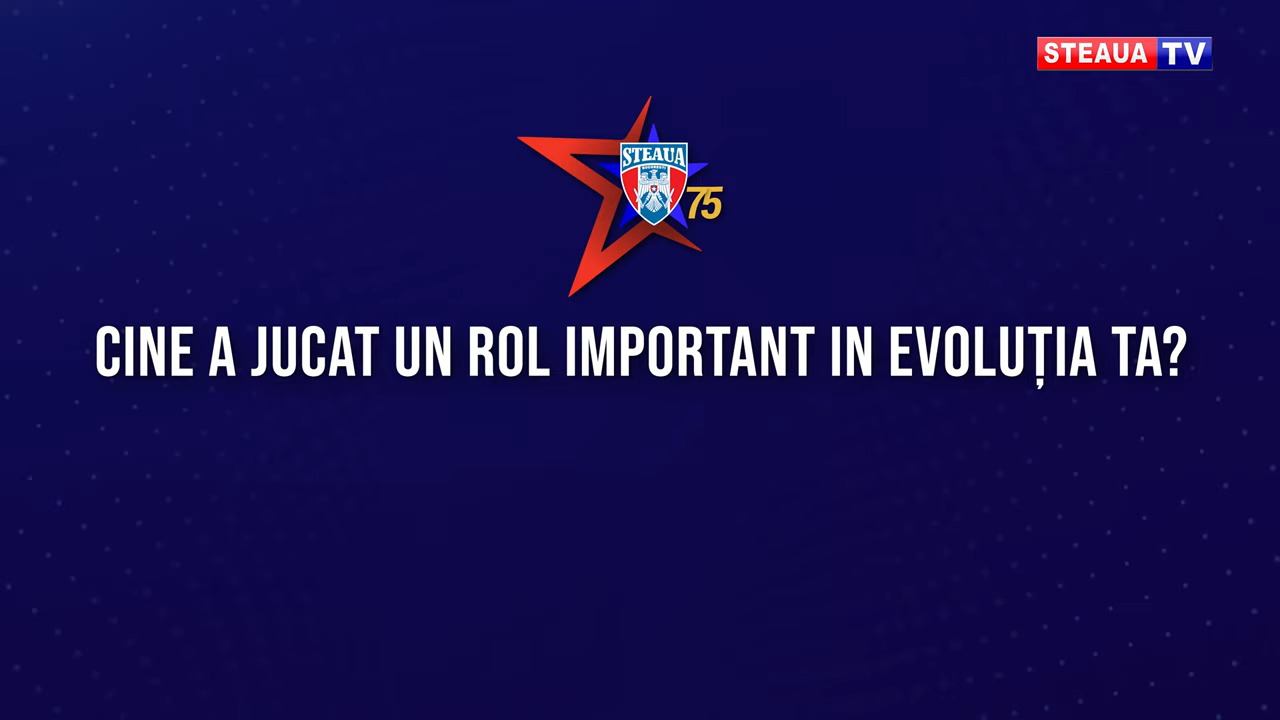 STEAUA TV
STEAUA
75
CINE A JUCAT UN ROL IMPORTANT IN EVOLUȚIA TA?